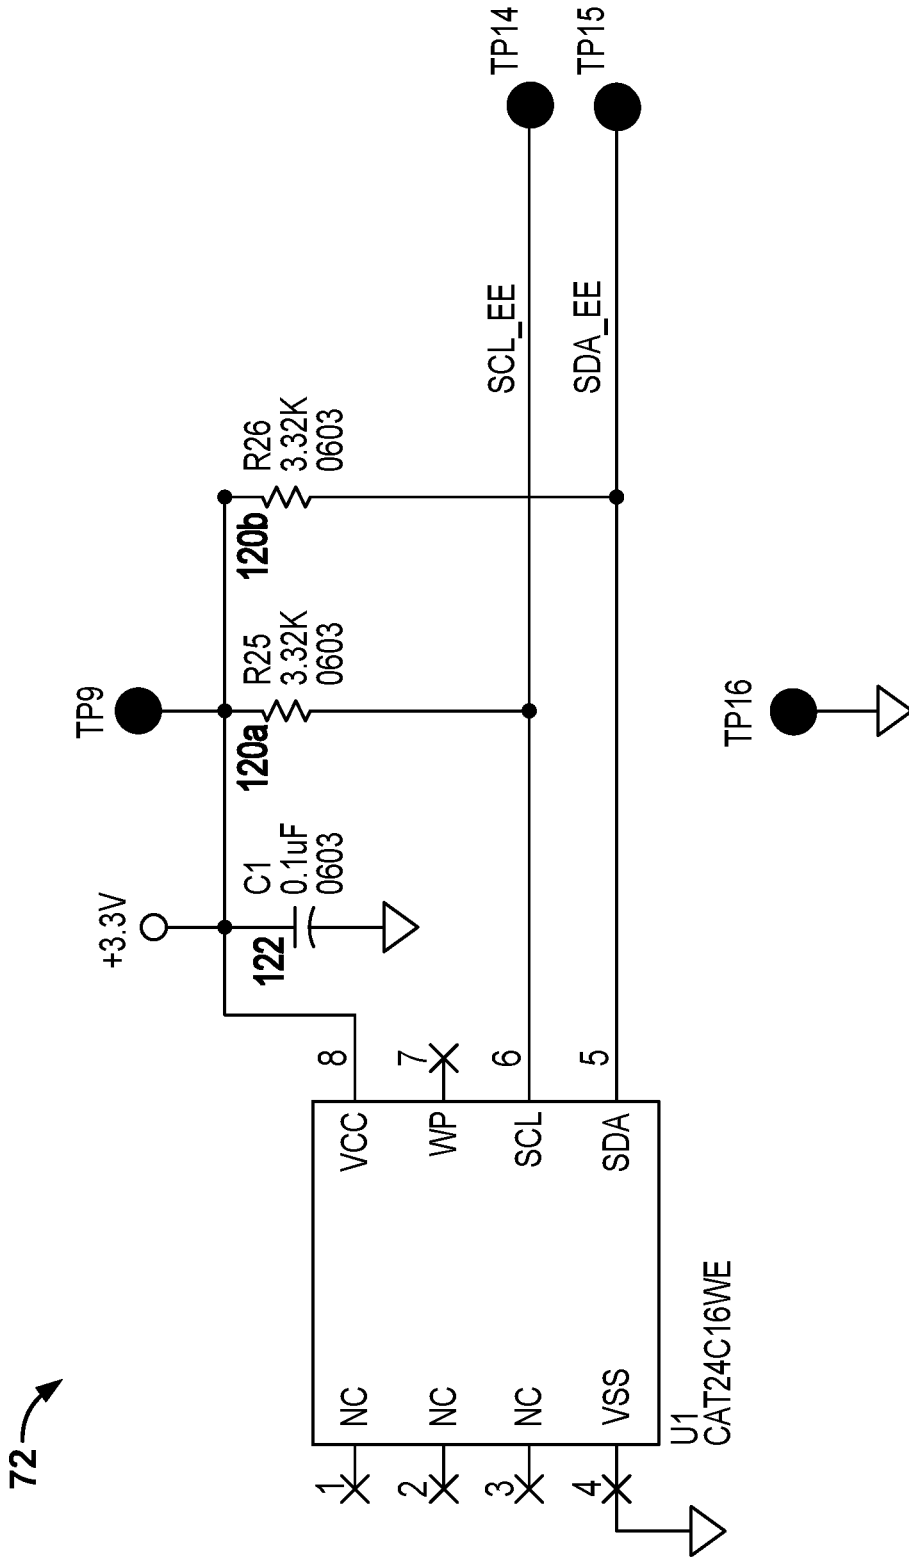 72
+3.3V
TP9
122
C1
0.1uF
0603
120a
R25
3.32K
0603
120b
R26
3.32K
0603
SCL_EE
TP14
SDA_EE
TP15
1
NC
VCC
8
2
NC
WP
7
3
NC
SCL
6
4
VSS
SDA
5
U1
CAT24C16WE
TP16